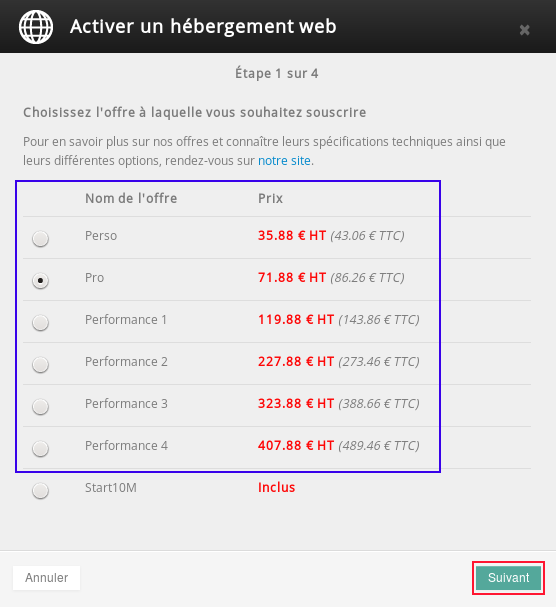 Activer un hébergement web
Étape 1 sur 4
Choisissez l'offre à laquelle vous souhaitez souscrire
Pour en savoir plus sur nos offres et connaître leurs spécifications techniques ainsi que
leurs différentes options, rendez-vous sur notre site.
Nom de l'offre Prix
Perso 35.88 € HT (43.06 € TTC)
Pro 71.88 € HT (86.26 € TTC)
Performance 1 119.88 € HT (143.86 € TTC)
Performance 2 227.88 € HT (273.46 € TTC)
Performance 3 323.88 € HT (388.66 € TTC)
Performance 4 407.88 € HT (489.46 € TTC)
Start10M Inclus
Annuler Suivant